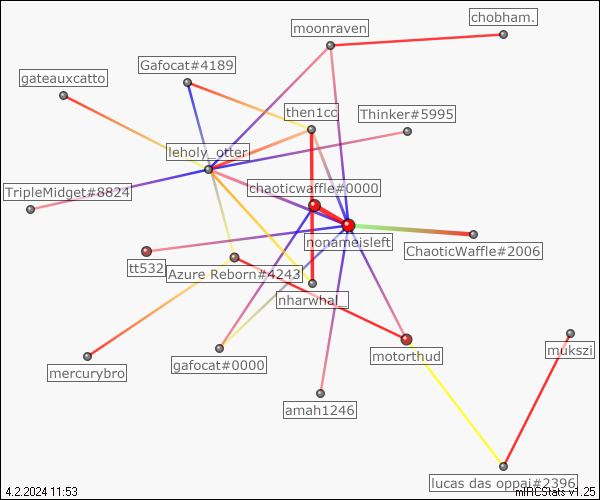 chobham.
moonraven
Gafocat#4189
gateauxcatto
then1cc
Thinker#5995
leholy_otter
chaoticwaffle#0000
TripleMidget#8824
nonameisleft
ChaoticWaffle#2006
tt532
Azure Reborn#4243
nharwhal_
mukszi
motorthud
gafocat#0000
mercurybro
amah1246
lucas das oppai#2396
4.2.2024 11:53
mIRCStats v1.25